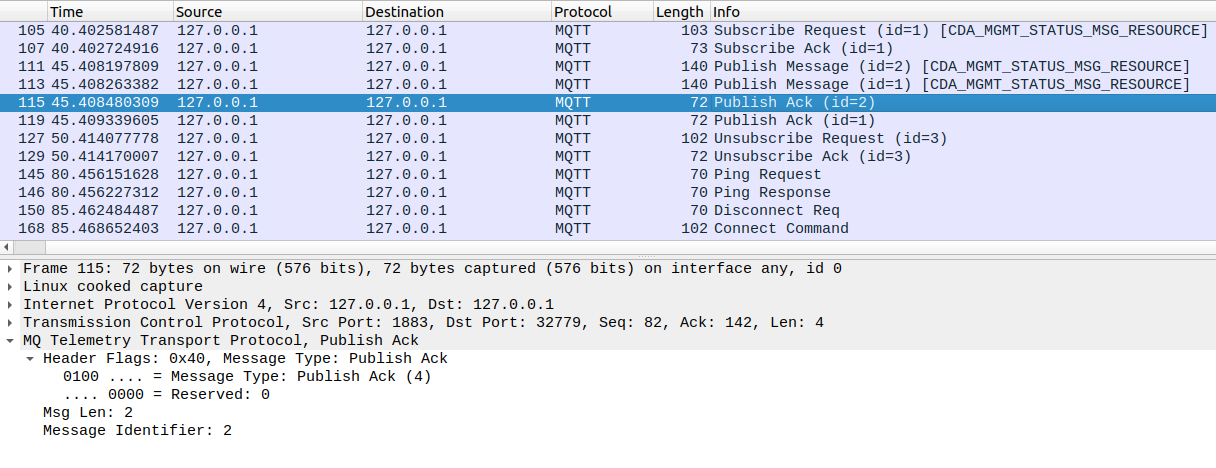 Time Source Destination Protocol Length Info
105 40.402581487 127.0.0.1 127.0.0.1 MQTT 103 Subscribe Request (id=1) [CDA_MGMT_STATUS_MSG_RESOURCE]
107 40.402724916 127.0.0.1 127.0.0.1 MQTT 73 Subscribe Ack (id=1)
111 45.408197809 127.0.0.1 127.0.0.1 MQTT 140 Publish Message (id=2) [CDA_MGMT_STATUS_MSG_RESOURCE]
113 45.408263382 127.0.0.1 127.0.0.1 MQTT 140 Publish Message (id=1) [CDA_MGMT_STATUS_MSG_RESOURCE]
115 45.408480309 127.0.0.1 127.0.0.1 MQTT 72 Publish Ack (id=2)
119 45.409339605 127.0.0.1 127.0.0.1 MQTT 72 Publish Ack (id=1)
127 50.414077778 127.0.0.1 127.0.0.1 MQTT 102 Unsubscribe Request (id=3)
129 50.414170007 127.0.0.1 127.0.0.1 MQTT 72 Unsubscribe Ack (id=3)
145 80.456151628 127.0.0.1 127.0.0.1 MQTT 70 Ping Request
146 80.456227312 127.0.0.1 127.0.0.1 MQTT 70 Ping Response
150 85.462484487 127.0.0.1 127.0.0.1 MQTT 70 Disconnect Req
168 85.468652403 127.0.0.1 127.0.0.1 MQTT 102 Connect Command
Frame 115: 72 bytes on wire (576 bits), 72 bytes captured (576 bits) on interface any, id 0
Linux cooked capture
Internet Protocol Version 4, Src: 127.0.0.1, Dst: 127.0.0.1
Transmission Control Protocol, Src Port: 1883, Dst Port: 32779, Seq: 82, Ack: 142, Len: 4
MQ Telemetry Transport Protocol, Publish Ack
Header Flags: 0x40, Message Type: Publish Ack
0100 .... = Message Type: Publish Ack (4)
.... 0000 = Reserved: 0
Msg Len: 2
Message Identifier: 2